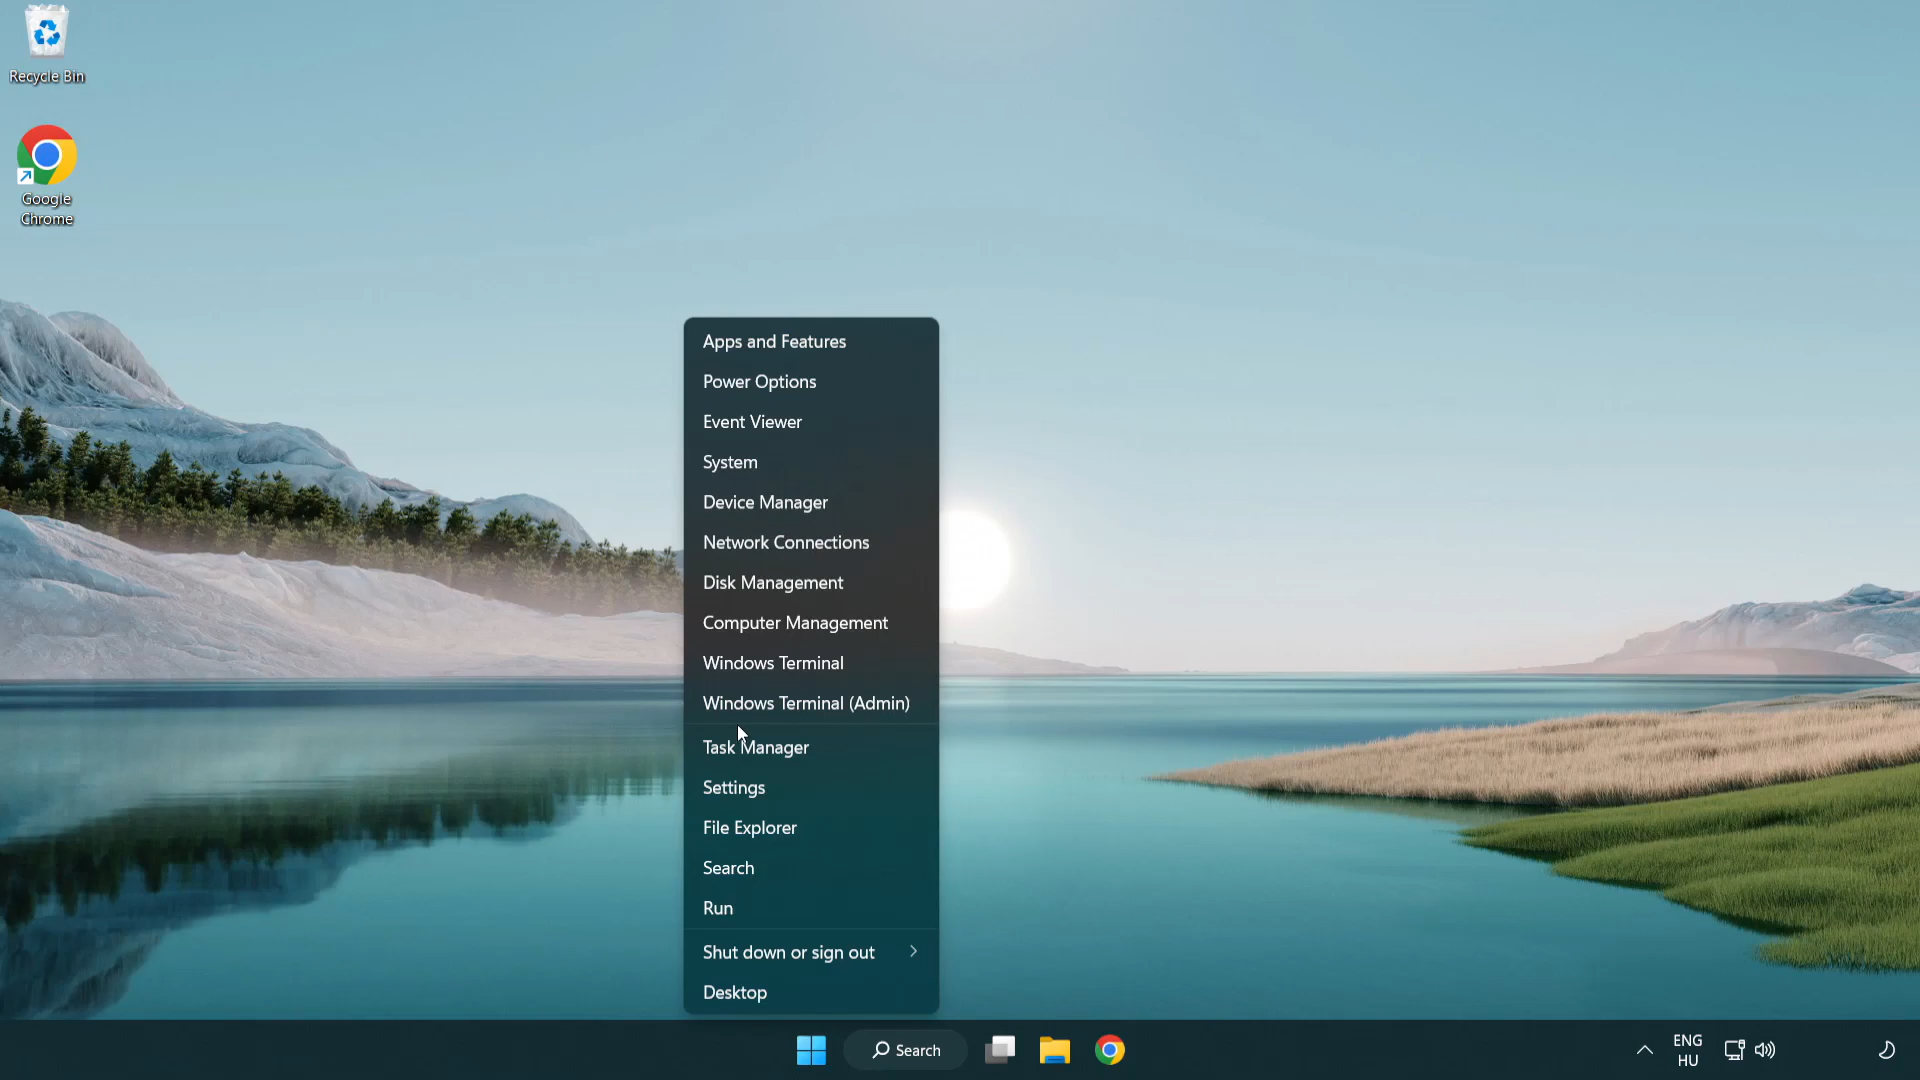 Recycle Bin
Google
Chrome
Apps and Features
Power Options
Event Viewer
System
Device Manager
Network Connections
Disk Management
Computer Management
Windows Terminal
Windows Terminal (Admin)
Task Manager
Settings
File Explorer
Search
Run
Shut down or sign out
Desktop
Search
ENG
HU